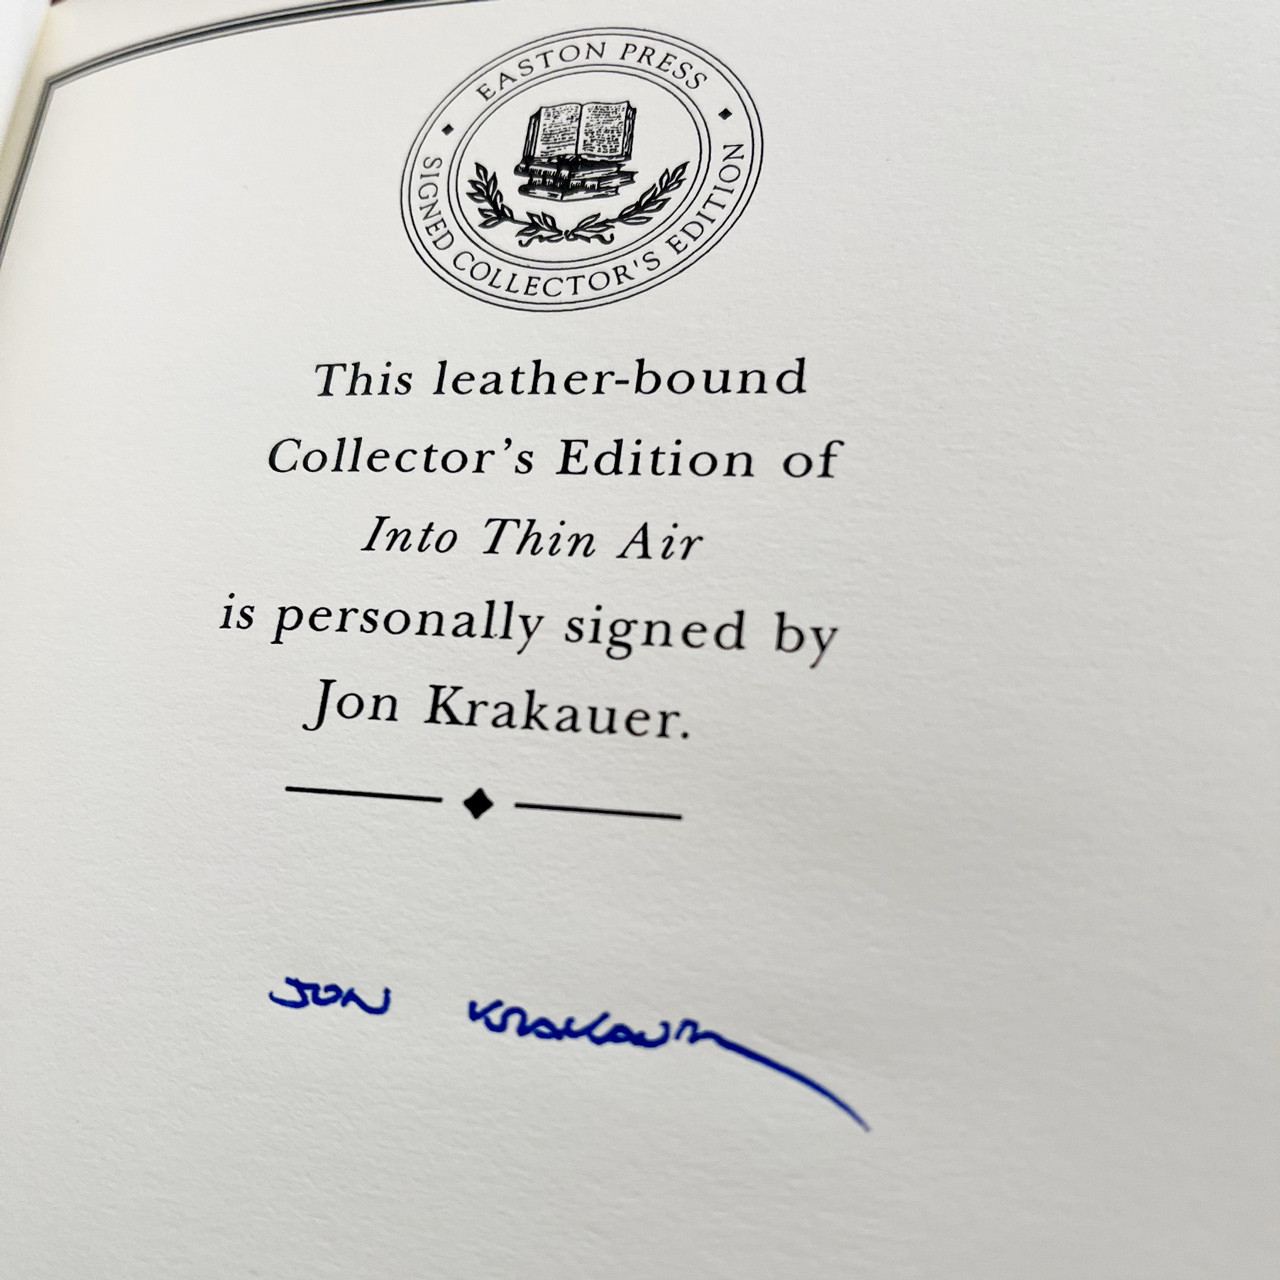 EASTON PRESS
SIGNED COLLECTOR'S EDITION
This leather-bound
Collector's Edition of
Into Thin Air
is personally signed by
Jon Krakauer.
JON KRAKAUER